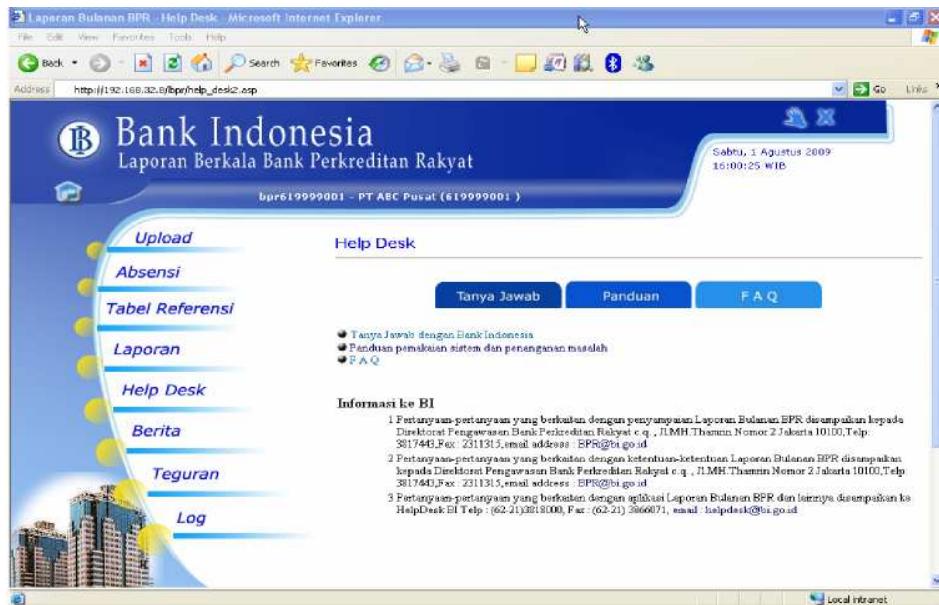 Laporan Bulanan BPR - Help Desk - Microsoft Internet Explorer
File Edit View Favorites Tools Help
Back Search Favorites
Address http://192.168.32.8/lbpr/help_desk2.asp Go Links
Bank Indonesia
Laporan Berkala Bank Perkreditan Rakyat
Sabtu, 1 Agustus 2009
16:00:25 WIB
bpr619999001 - PT ABC Pusat (619999001 )
Upload
Absensi
Tabel Referensi
Laporan
Help Desk
Berita
Teguran
Log
Help Desk
Tanya Jawab Panduan F A Q
Tanya Jawab dengan Bank Indonesia
Panduan pemakaian sistem dan penanganan masalah
F A Q
Informasi ke BI
1 Pertanyaan-pertanyaan yang berkaitan dengan penyampaian Laporan Bulanan BPR disampaikan kepada
Direktorat Pengawasan Bank Perkreditan Rakyat c.q. , Jl.MH.Thamrin Nomor 2 Jakarta 10100,Telp:
3817443,Fax : 2311315,email address : BPR@bi.go.id
2 Pertanyaan-pertanyaan yang berkaitan dengan ketentuan-ketentuan Laporan Bulanan BPR disampaikan
kepada Direktorat Pengawasan Bank Perkreditan Rakyat c.q. , Jl.MH.Thamrin Nomor 2 Jakarta 10100,Telp
3817443,Fax : 2311315,email address : BPR@bi.go.id
3 Pertanyaan-pertanyaan yang berkaitan dengan aplikasi Laporan Bulanan BPR dan lainnya disampaikan ke
HelpDesk BI Telp : (62-21)3818000, Fax : (62-21) 3866071, email : helpdesk@bi.go.id
Local intranet